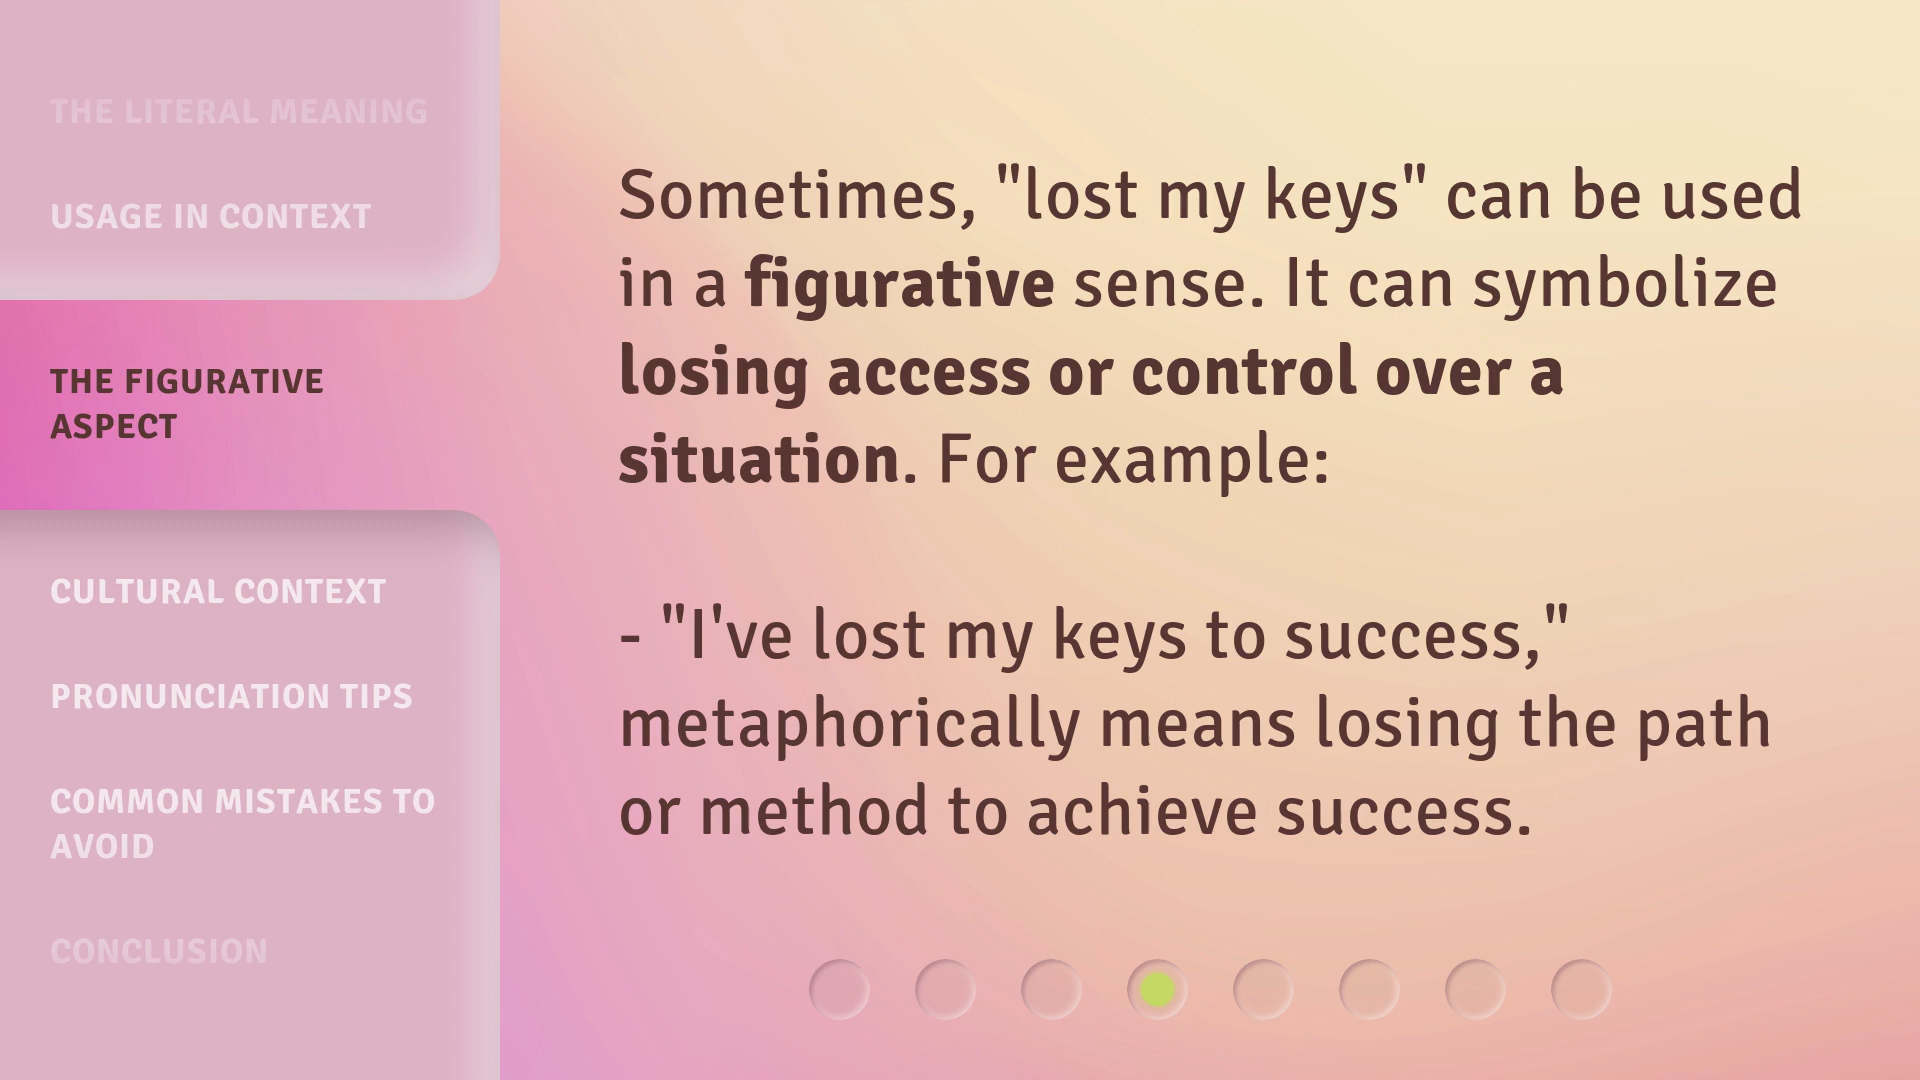 THE LITERAL MEANING
USAGE IN CONTEXT
THE FIGURATIVE
ASPECT
CULTURAL CONTEXT
PRONUNCIATION TIPS
COMMON MISTAKES TO
AVOID
CONCLUSION
Sometimes, "lost my keys" can be used
in a figurative sense. It can symbolize
losing access or control over a
situation. For example:
- "I've lost my keys to success,"
metaphorically means losing the path
or method to achieve success.